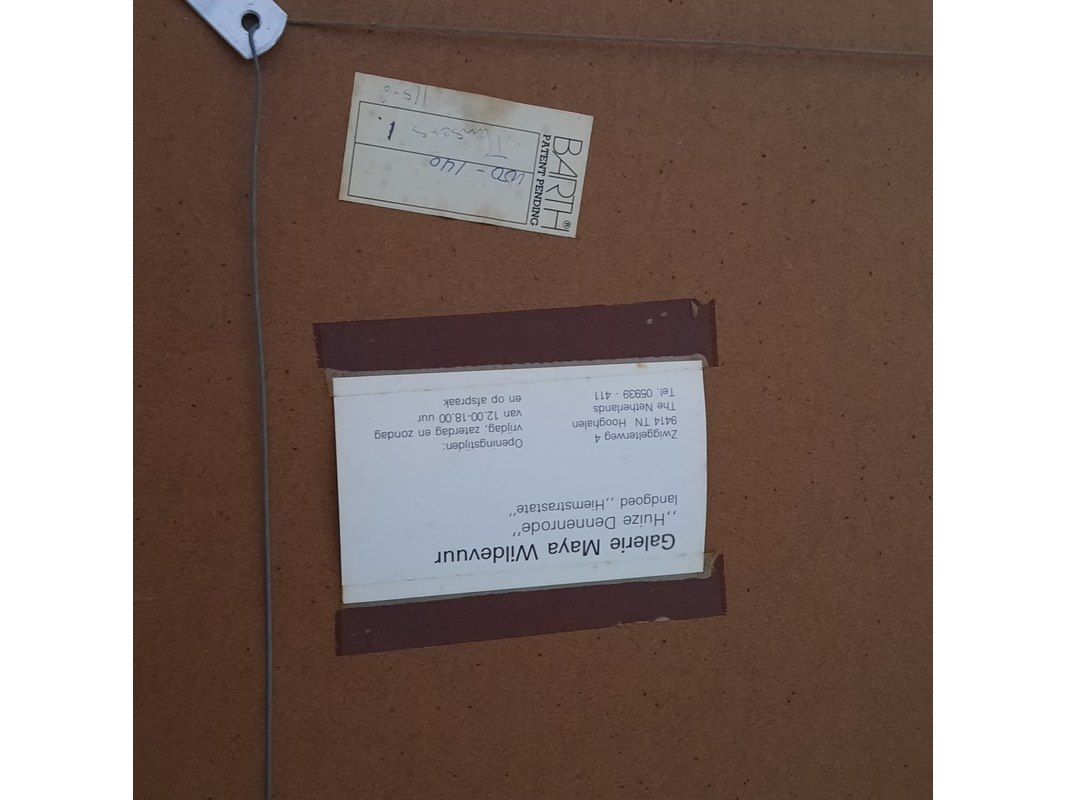 Galerie Maya Wildevuur
,,Huize Dennenrode"
landgoed ,,Hiemstrastate"
Zwiggelterweg 4
9414 TN Hooghalen
The Netherlands
Tel. 05939 - 411
Openingstijden:
vrijdag, zaterdag en zondag
van 12.00-18.00 uur
en op afspraak
BARTH®
PATENT PENDING
140